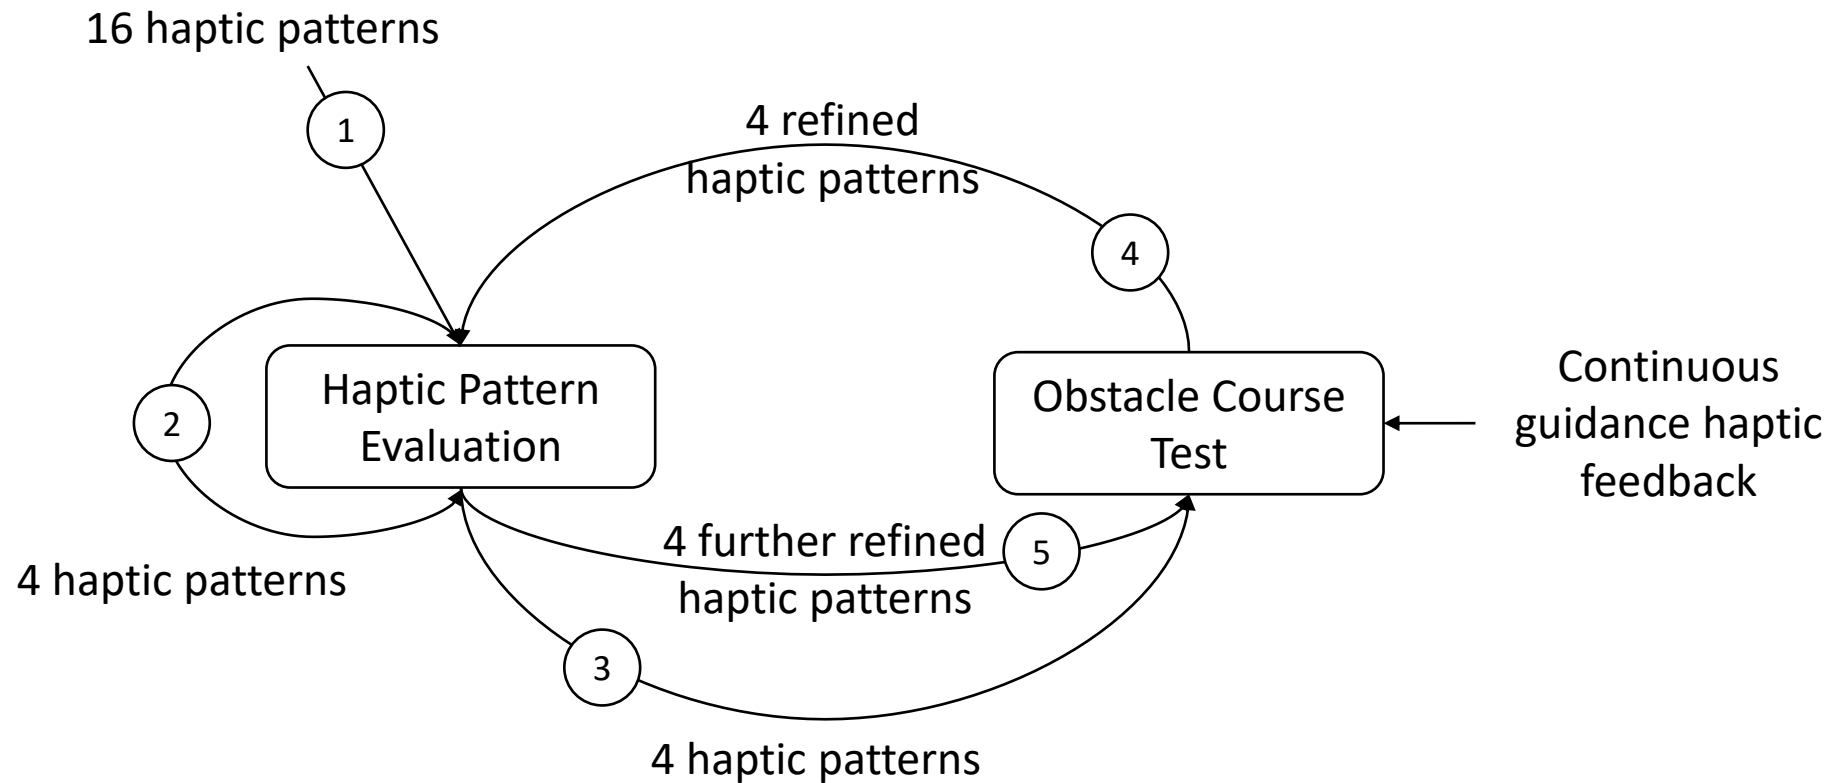 16 haptic patterns
1
4 refined
haptic patterns
4
Haptic Pattern
Evaluation
2
Obstacle Course
Test
Continuous
guidance haptic
feedback
4 haptic patterns
4 further refined
haptic patterns
5
3
4 haptic patterns